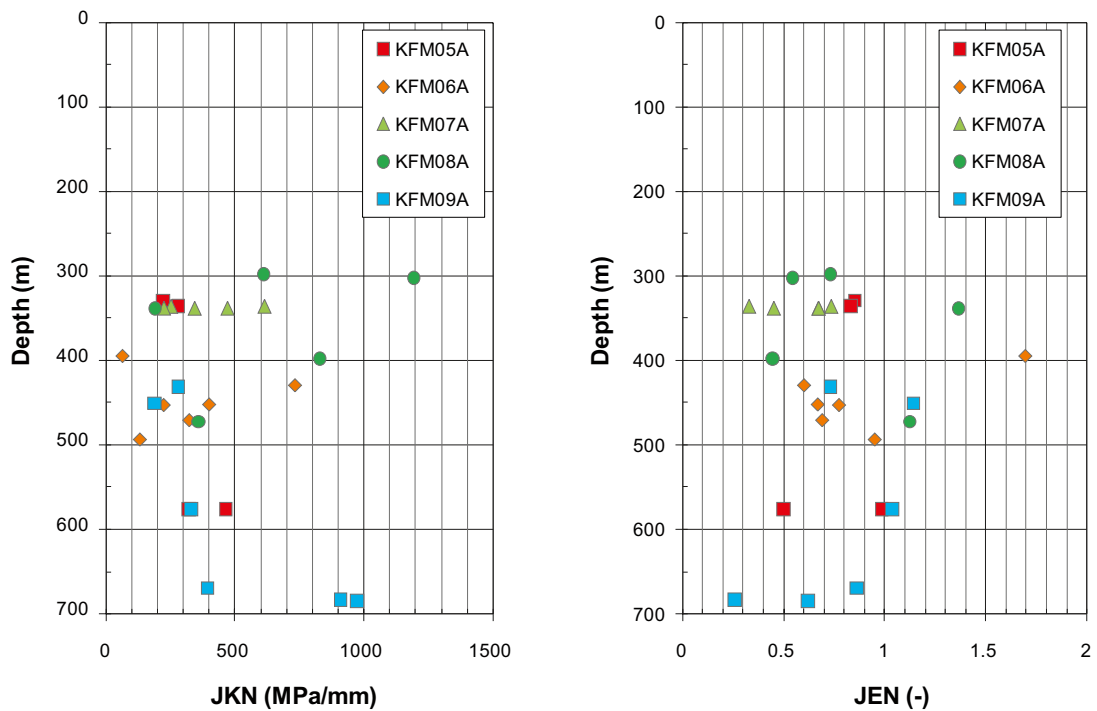 0
100
200
300
400
500
600
700
Depth (m)
0
500
1000
1500
JKN (MPa/mm)
KFM05A
KFM06A
KFM07A
KFM08A
KFM09A
0
100
200
300
400
500
600
700
Depth (m)
0
0.5
1
1.5
2
JEN (-)
KFM05A
KFM06A
KFM07A
KFM08A
KFM09A